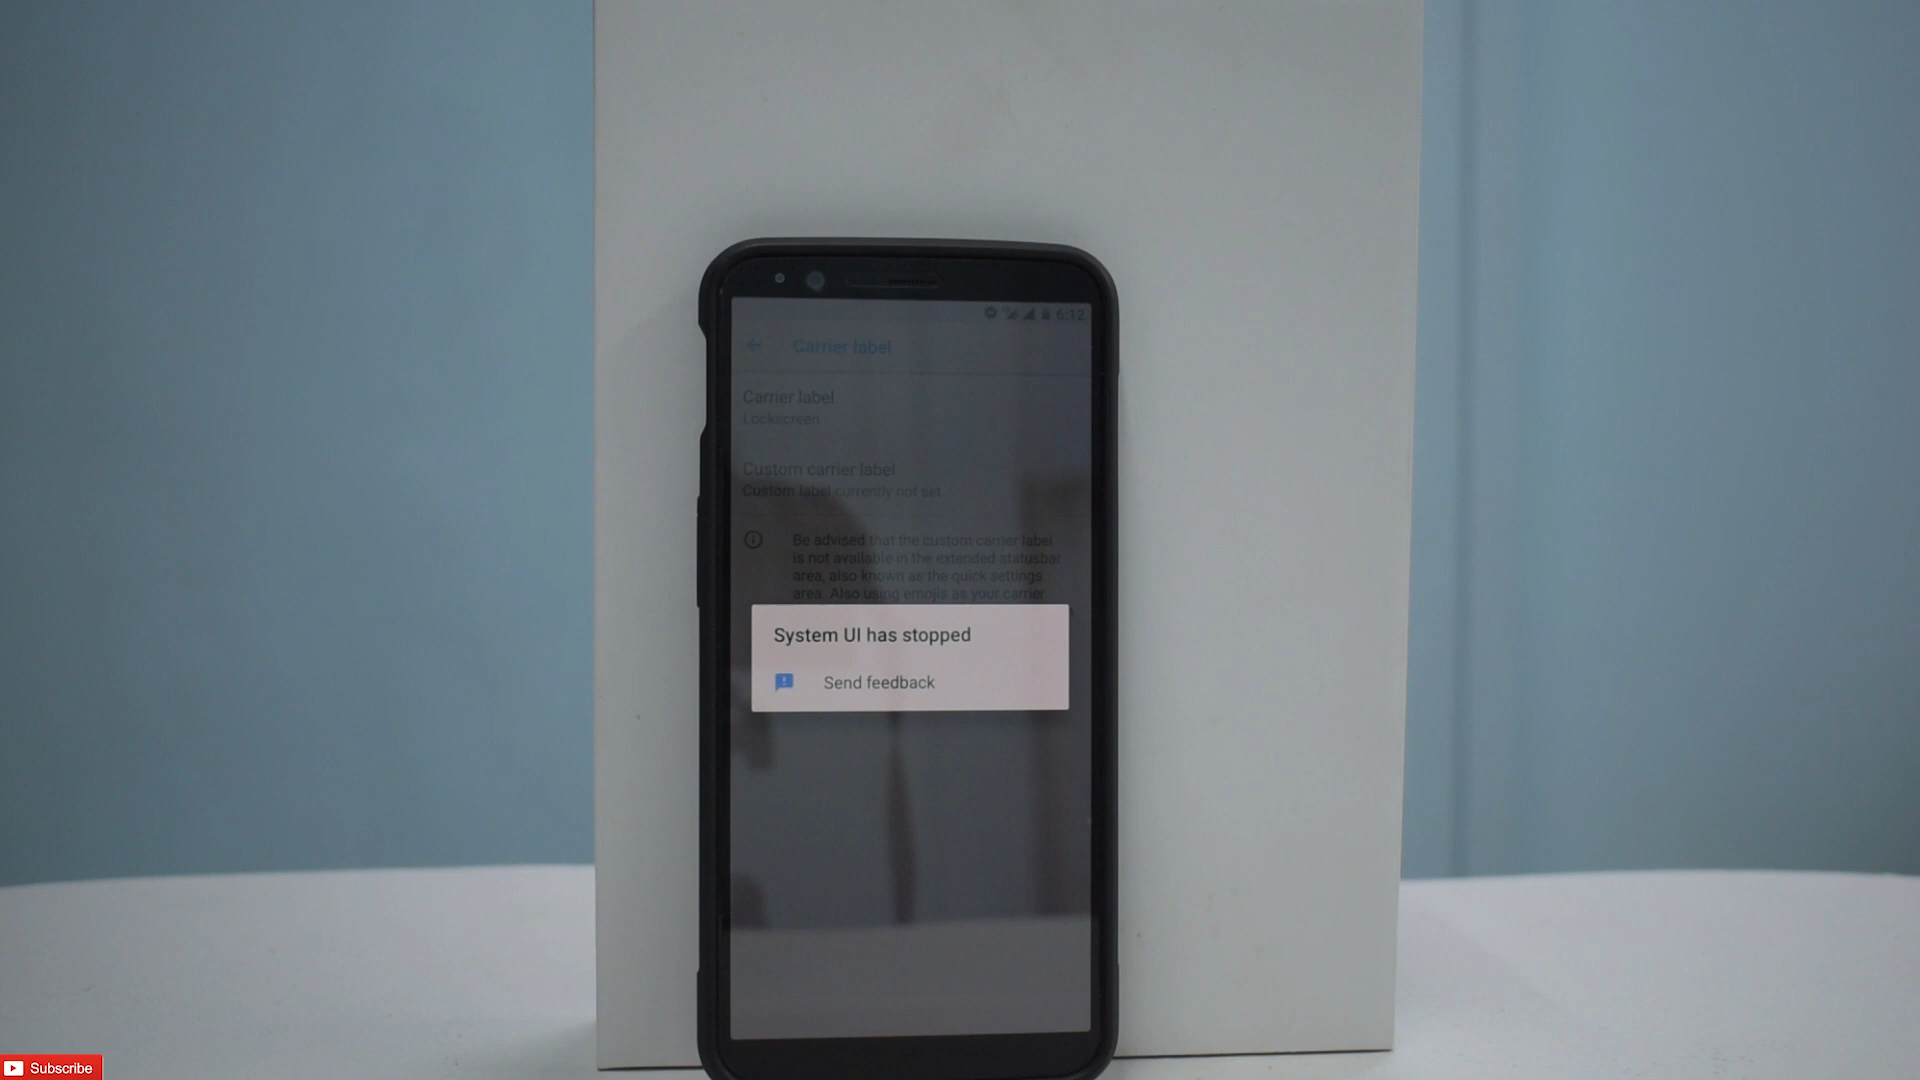 6:12
Carrier label
Carrier label
Lockscreen
Custom carrier label
Custom label currently not set
Be advised that the custom carrier label
is not available in the extended statusbar
area, also known as the quick settings
area. Also using emojis as your carrier
System UI has stopped
Send feedback
Subscribe